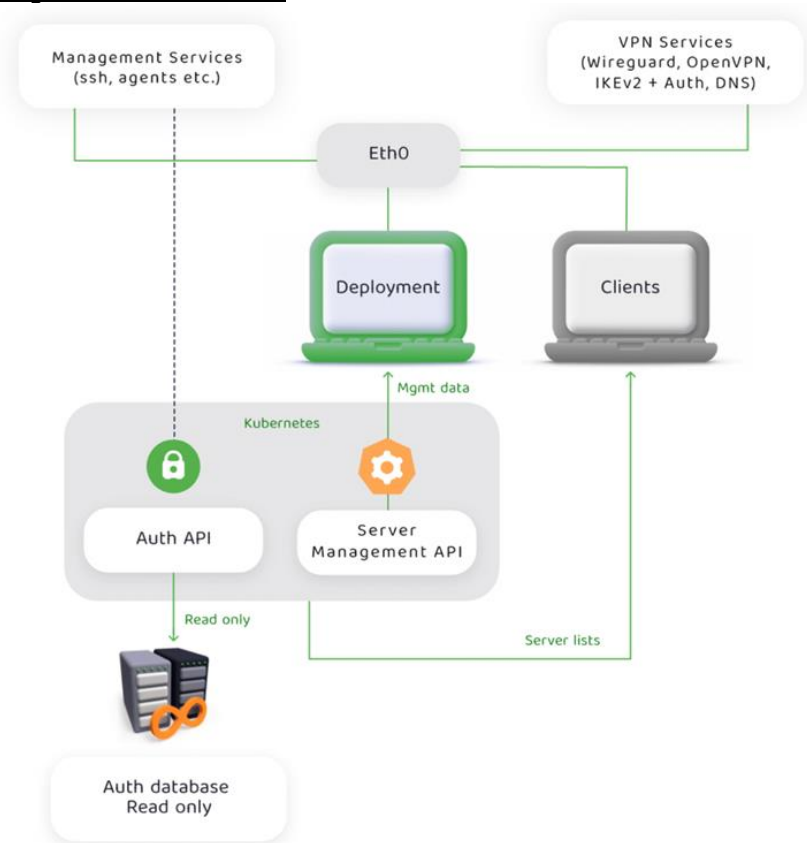 Management Services
(ssh, agents etc.)
VPN Services
(Wireguard, OpenVPN,
IKEv2 + Auth, DNS)
Eth0
Deployment
Clients
Mgmt data
Kubernetes
Auth API
Server
Management API
Read only
Server lists
Auth database
Read only